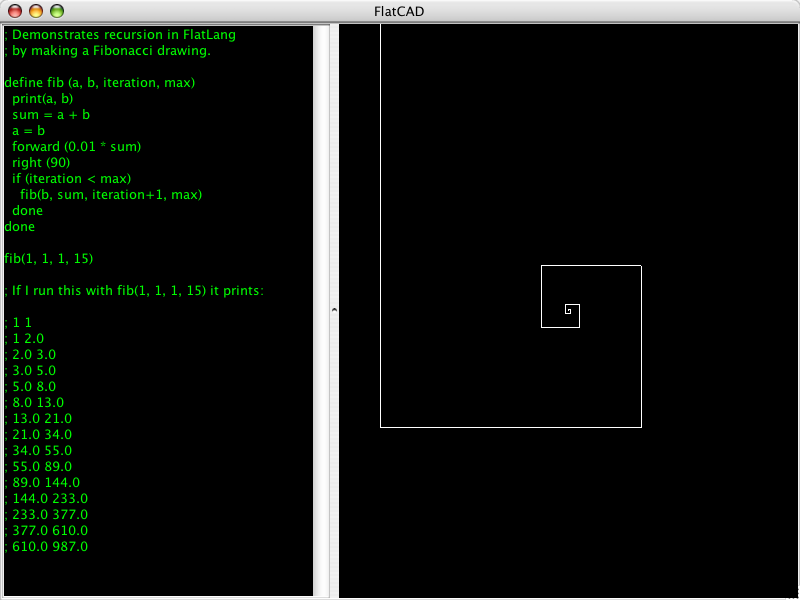 FlatCAD
; Demonstrates recursion in FlatLang
; by making a Fibonacci drawing.
define fib (a, b, iteration, max)
print(a, b)
sum = a + b
a = b
forward (0.01 * sum)
right (90)
if (iteration < max)
fib(b, sum, iteration+1, max)
done
done
fib(1, 1, 1, 15)
; If I run this with fib(1, 1, 1, 15) it prints:
; 1 1
; 1 2.0
; 2.0 3.0
; 3.0 5.0
; 5.0 8.0
; 8.0 13.0
; 13.0 21.0
; 21.0 34.0
; 34.0 55.0
; 55.0 89.0
; 89.0 144.0
; 144.0 233.0
; 233.0 377.0
; 377.0 610.0
; 610.0 987.0